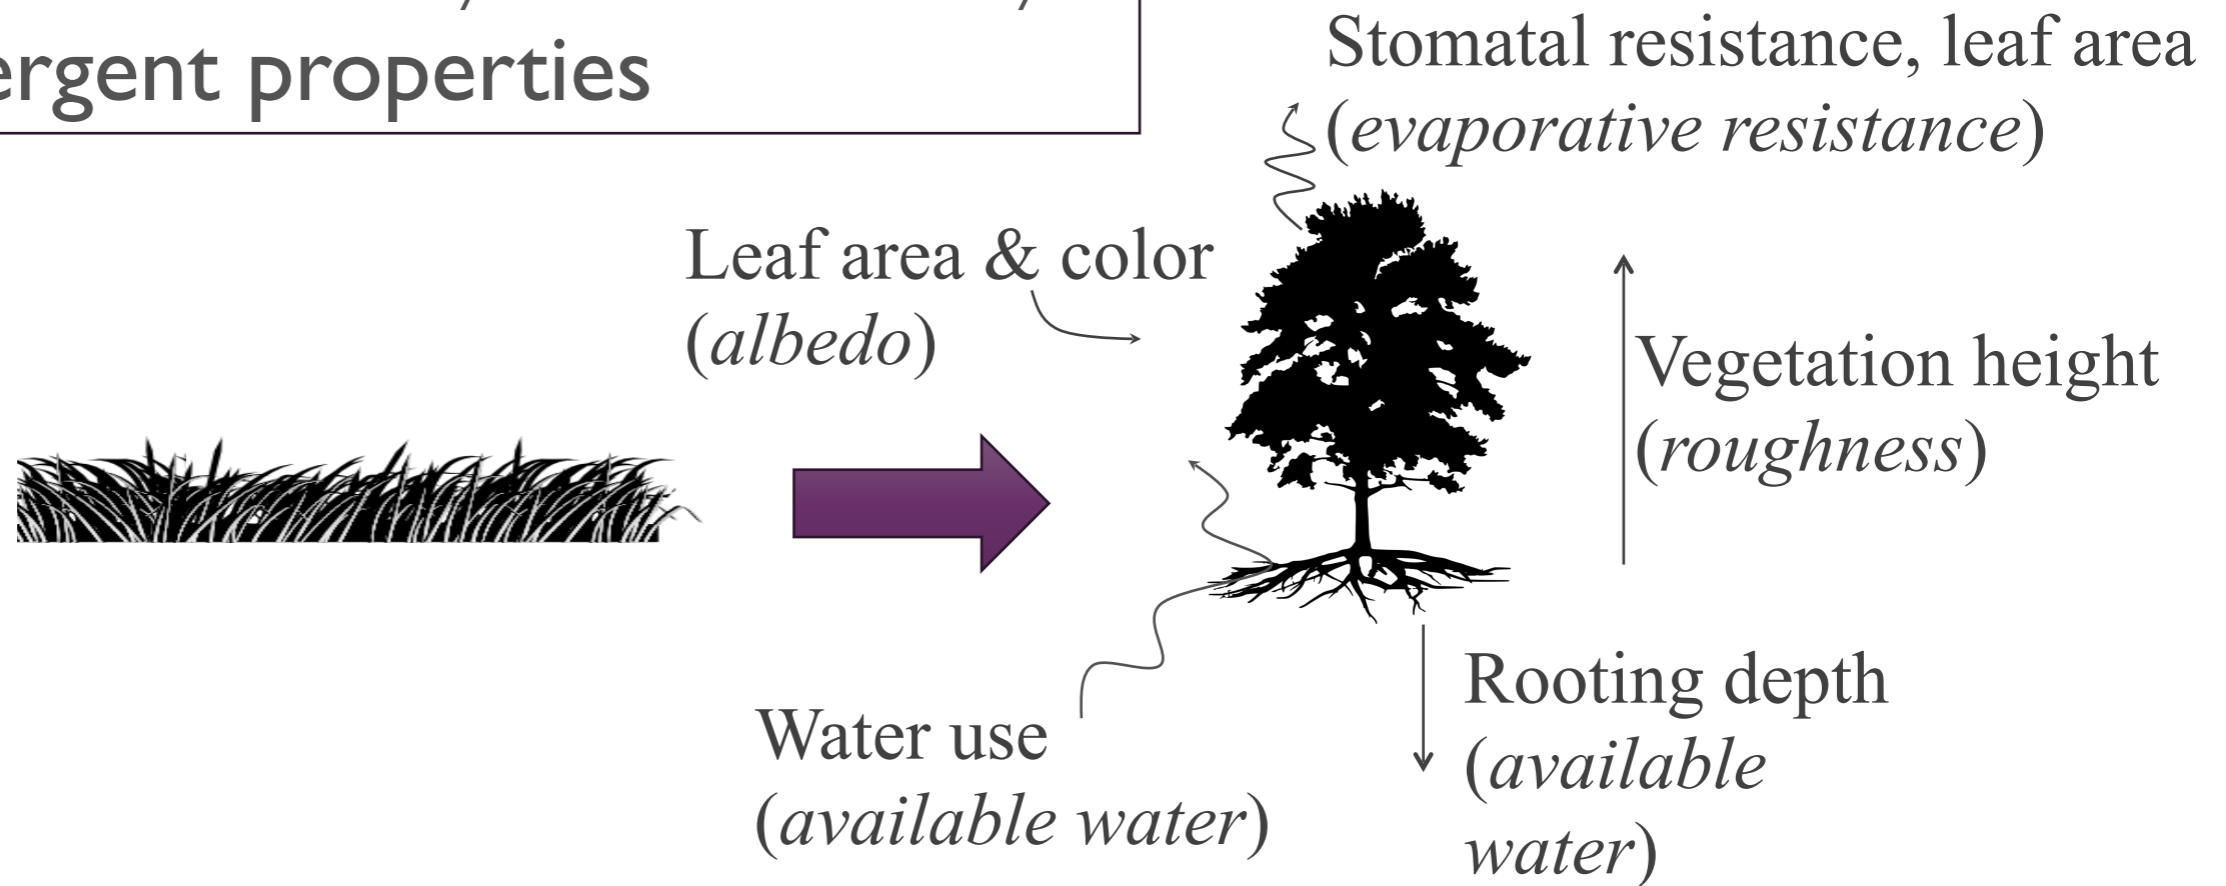 properties
Stomatal resistance, leaf area
(evaporative resistance)
Leaf area & color
(albedo)
Vegetation height
(roughness)
Water use
(available water)
Rooting depth
(available
water)